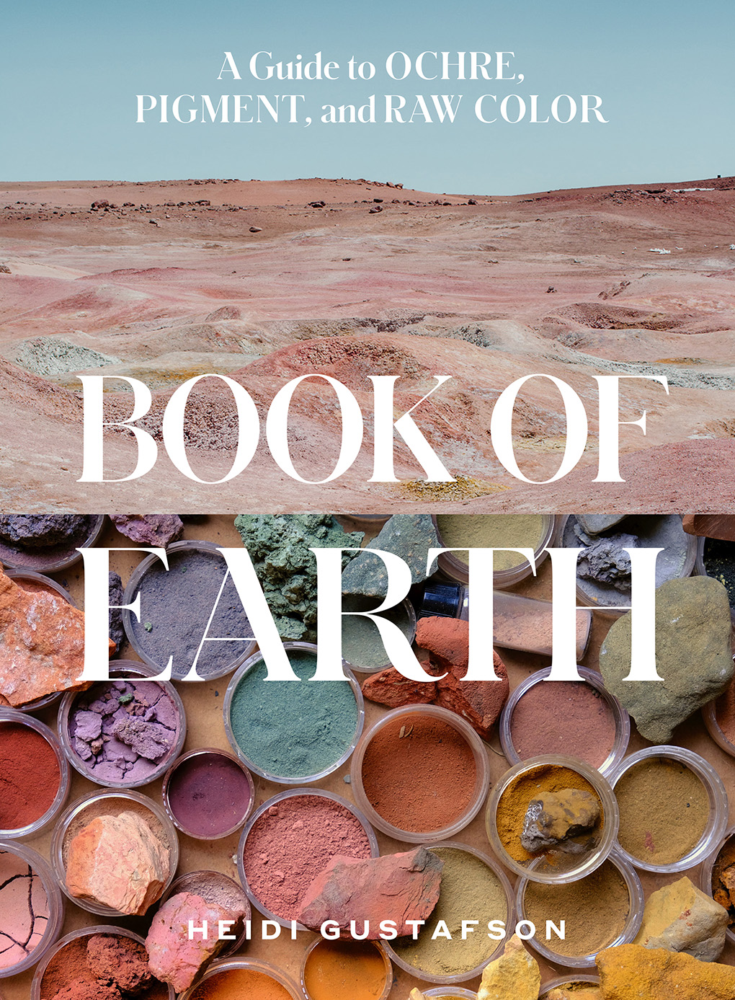 A Guide to OCHRE,
PIGMENT, and RAW COLOR
BOOK OF
EARTH
HEIDI GUSTAFSON